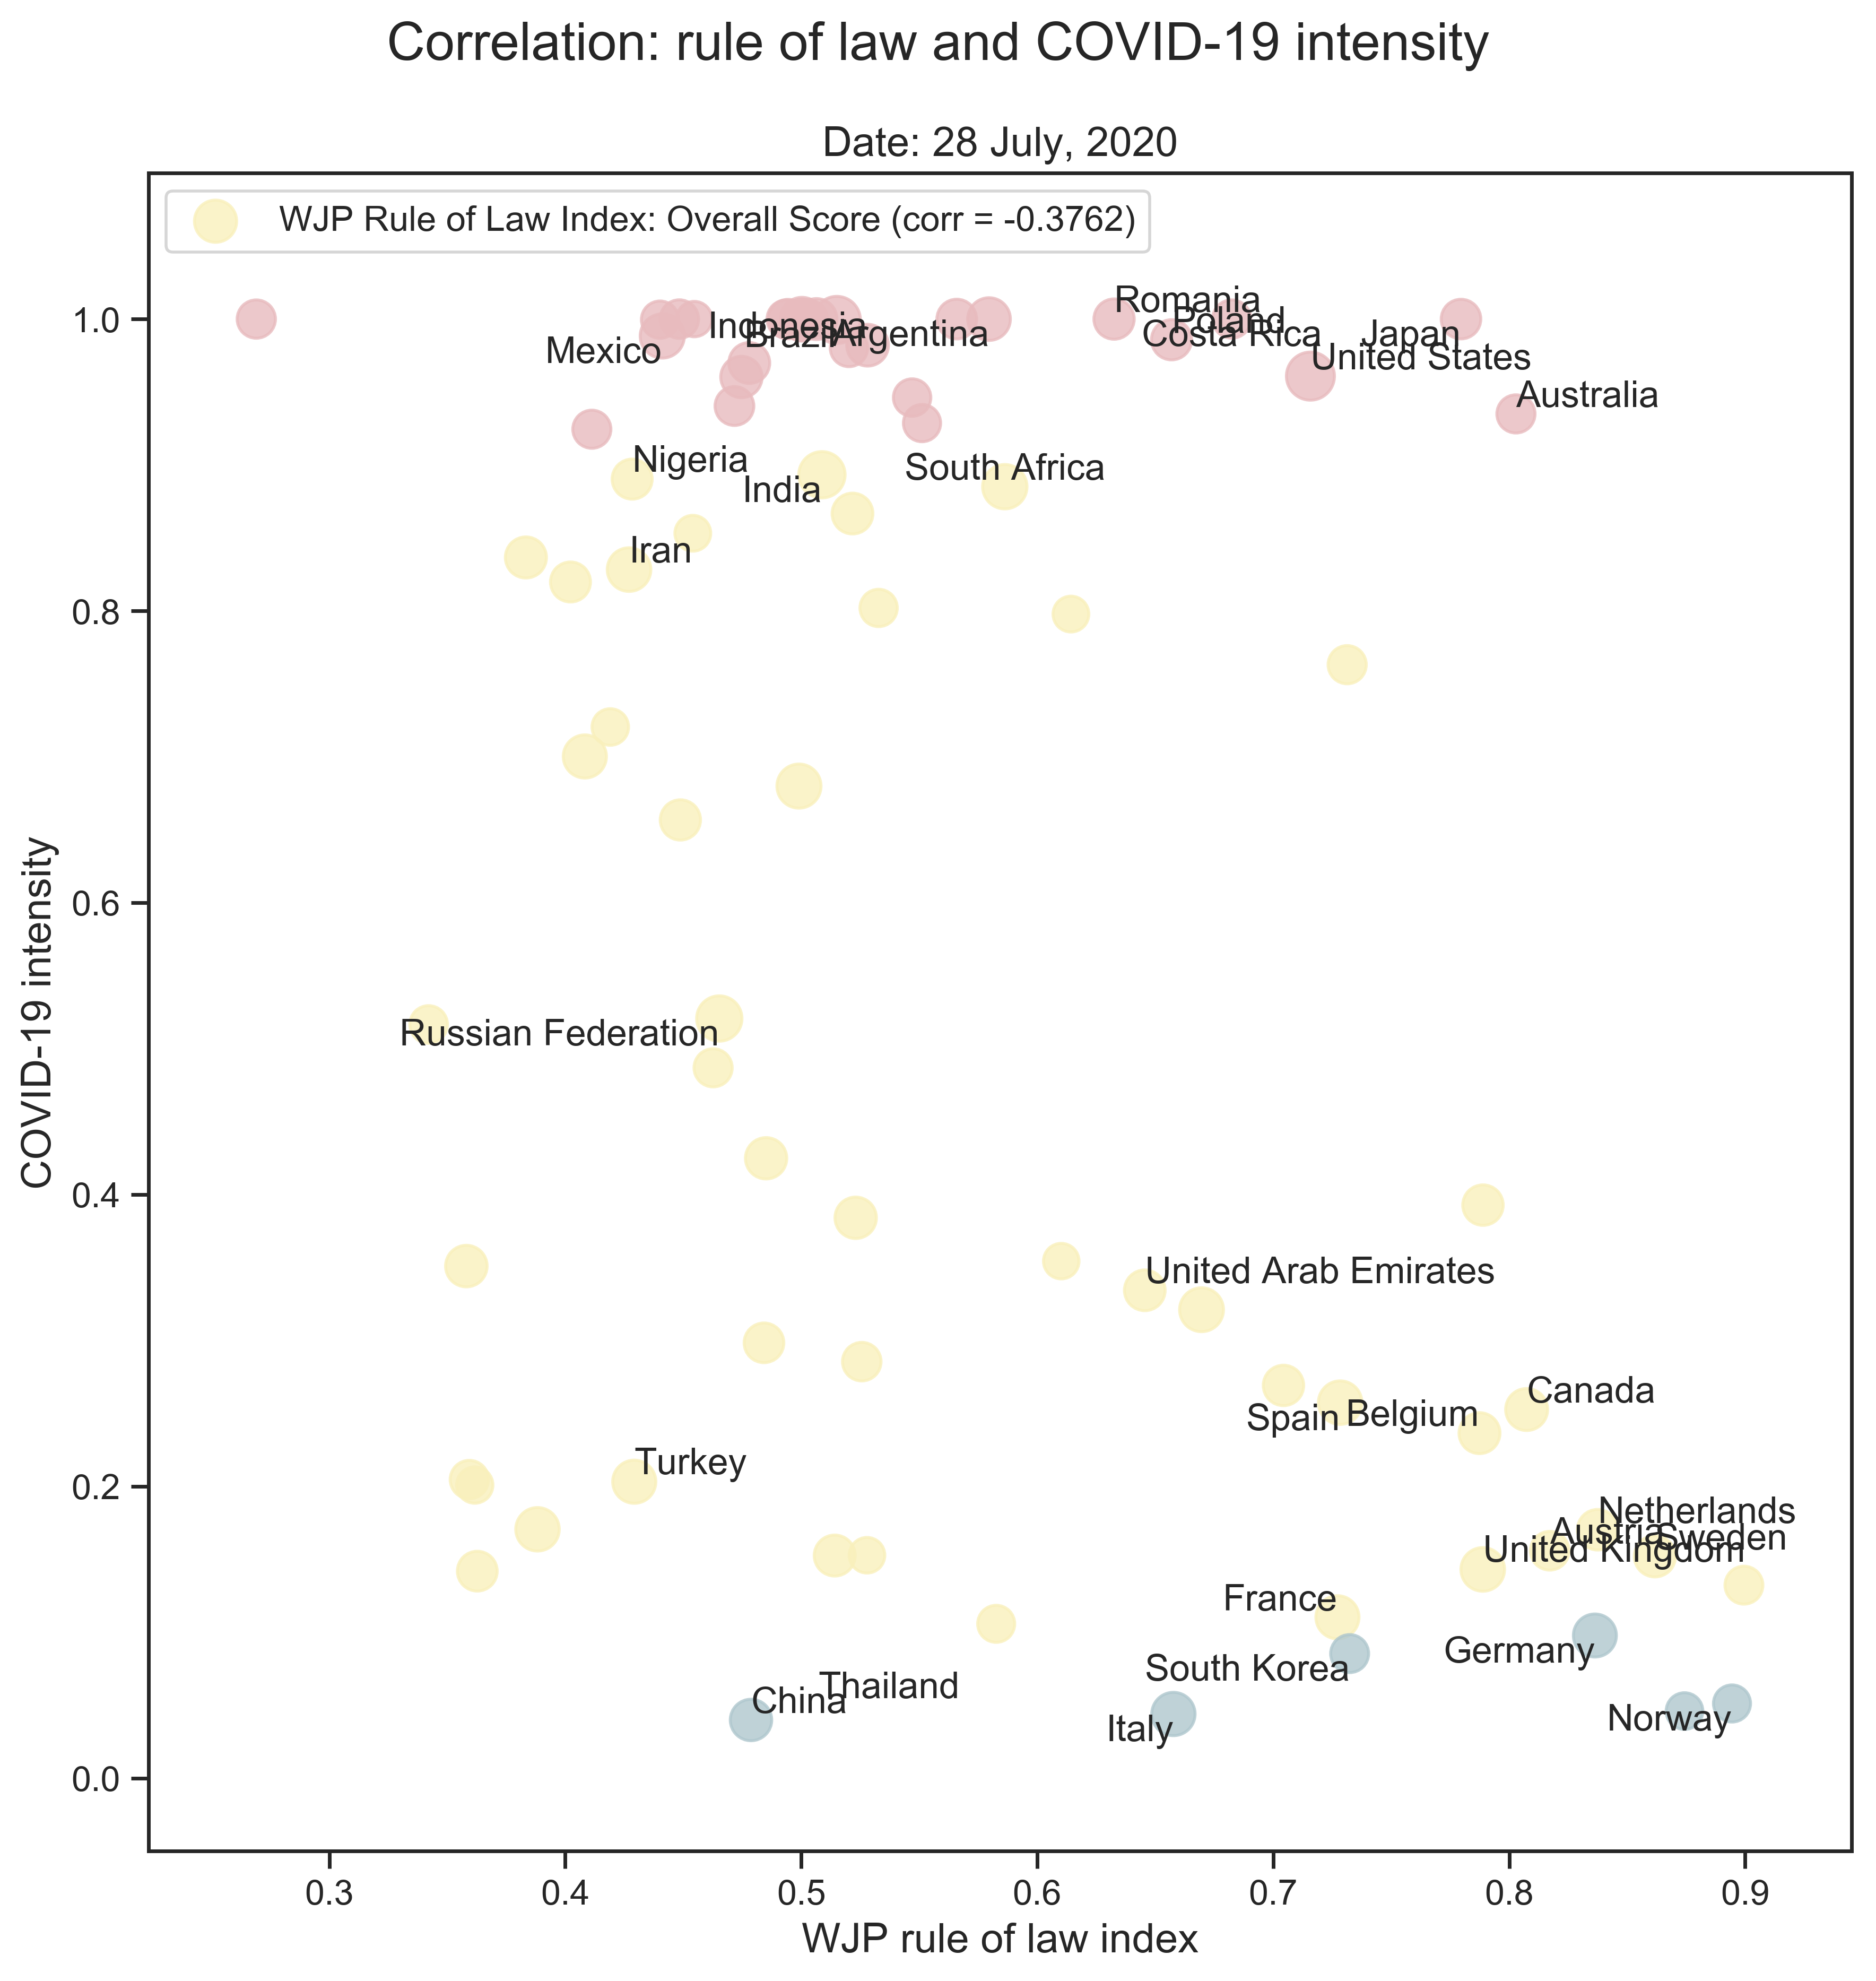 Correlation: rule of law and COVID-19 intensity
Date: 28 July, 2020
WJP Rule of Law Index: Overall Score (corr = -0.3762)
COVID-19 intensity
1.0
0.8
0.6
0.4
0.2
0.0
Romania
Indonesia
Poland
Brazil
Argentina
Costa Rica
Japan
Mexico
United States
Australia
Nigeria
South Africa
India
Iran
Russian Federation
United Arab Emirates
Canada
Spain
Belgium
Turkey
Netherlands
Austria
Sweden
United Kingdom
France
Germany
South Korea
Thailand
China
Italy
Norway
0.3
0.4
0.5
0.6
0.7
0.8
0.9
WJP rule of law index